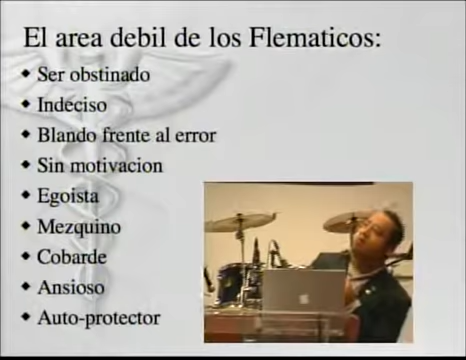 El area debil de los Flematicos:
Ser obstinado
Indeciso
Blando frente al error
Sin motivacion
Egoista
Mezquino
Cobarde
Ansioso
Auto-protector